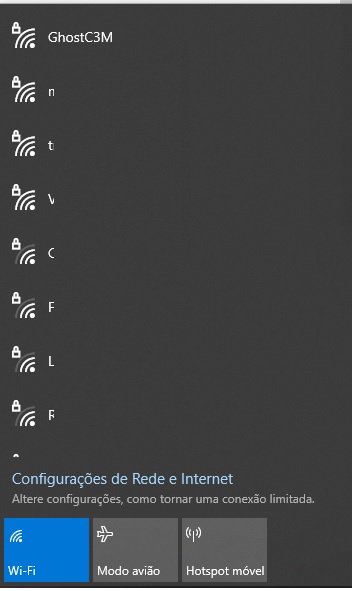 GhostC3M
Configurações de Rede e Internet
Altere configurações, como tornar uma conexão limitada.
Wi-Fi
Modo avião
Hotspot móvel